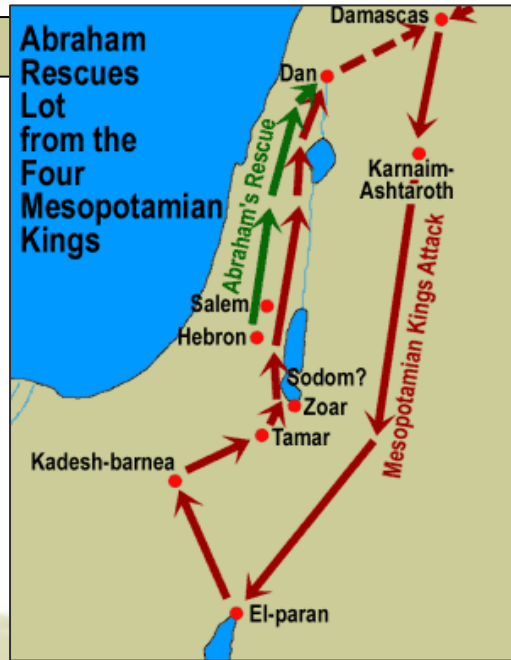 Abraham
Rescues
Lot
from the
Four
Mesopotamian
Kings
Damascas
Dan
Karnaim-
Ashtaroth
Abraham's Rescue
Mesopotamian Kings Attack
Salem
Hebron
Sodom?
Zoar
Tamar
Kadesh-barnea
El-paran